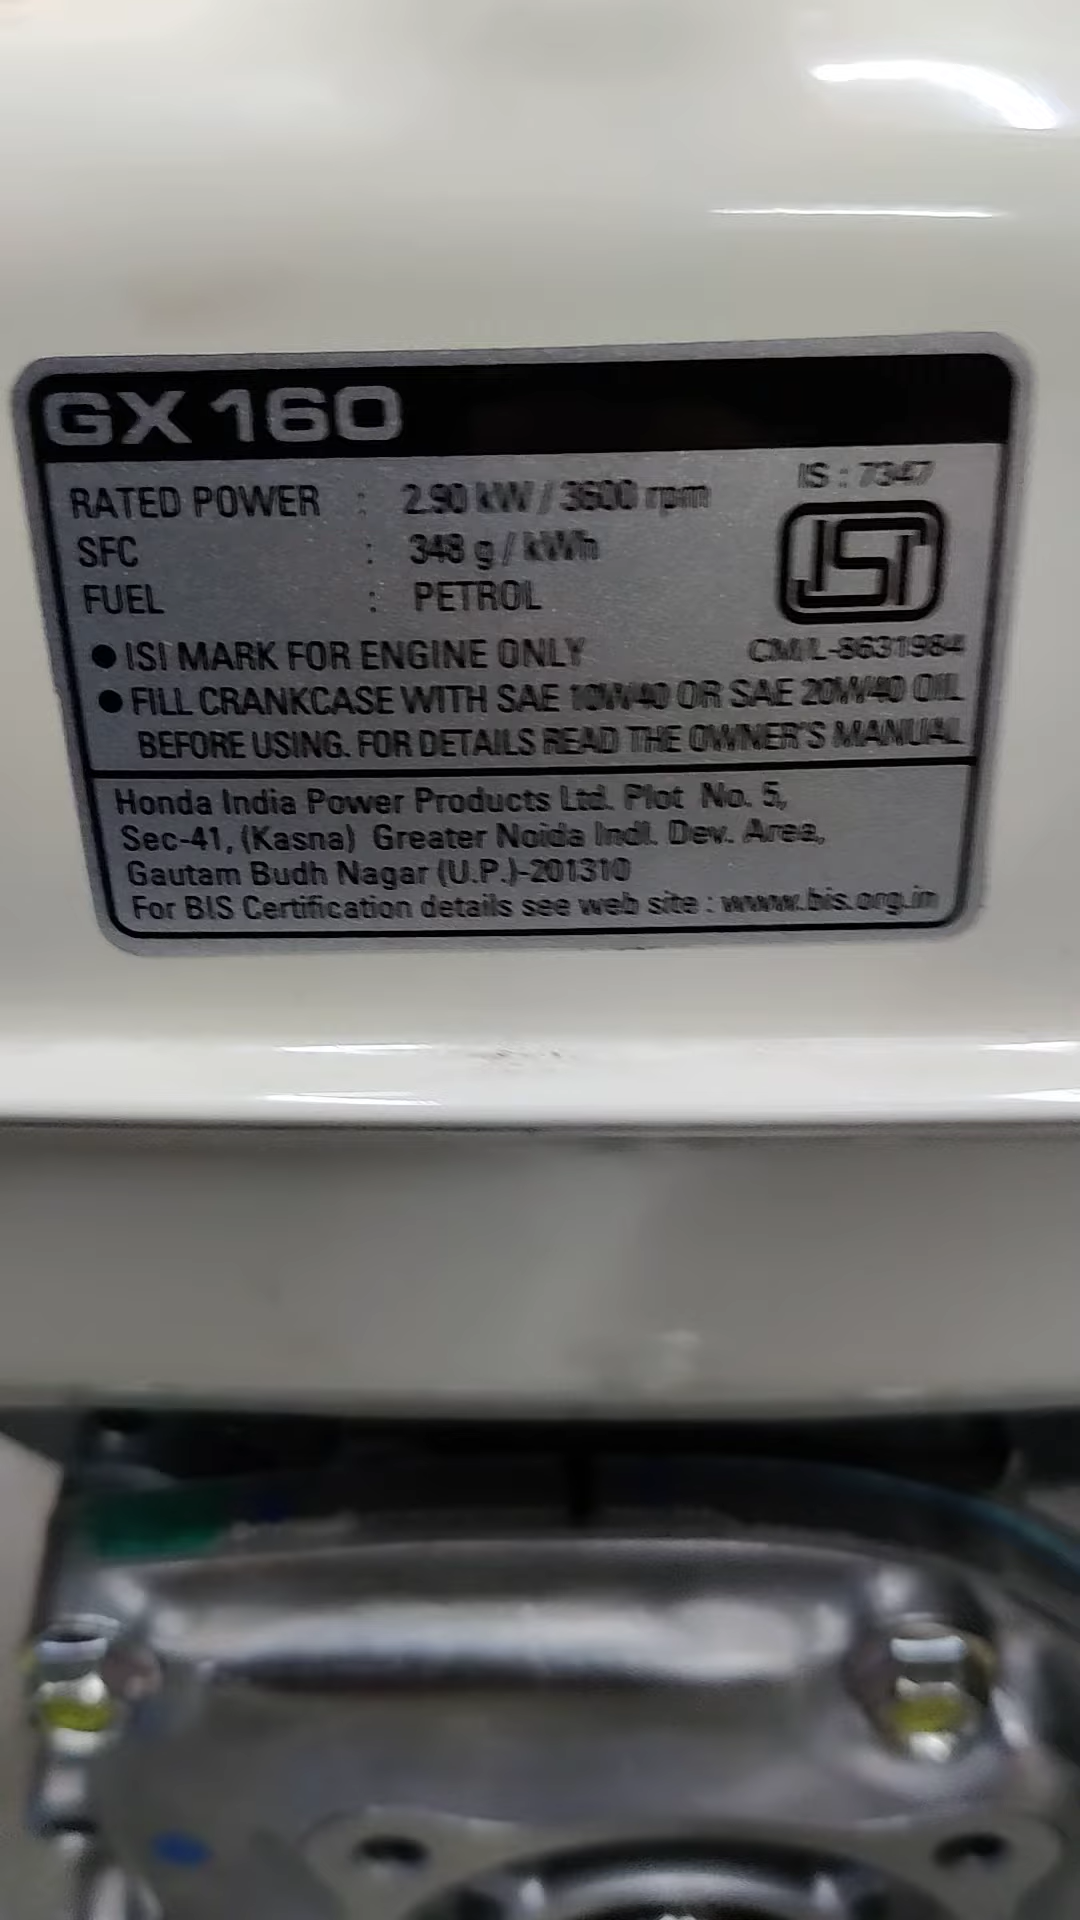 GX 160
RATED POWER : 2.90 kW / 3600 rpm
IS : 7347
SFC : 348 g / kWh
ISI
FUEL : PETROL
CM/L-8631984
● ISI MARK FOR ENGINE ONLY
● FILL CRANKCASE WITH SAE 10W40 OR SAE 20W40 OIL
BEFORE USING. FOR DETAILS READ THE OWNER'S MANUAL
Honda India Power Products Ltd. Plot No. 5,
Sec-41, (Kasna) Greater Noida Indl. Dev. Area,
Gautam Budh Nagar (U.P.)-201310
For BIS Certification details see web site : www.bis.org.in